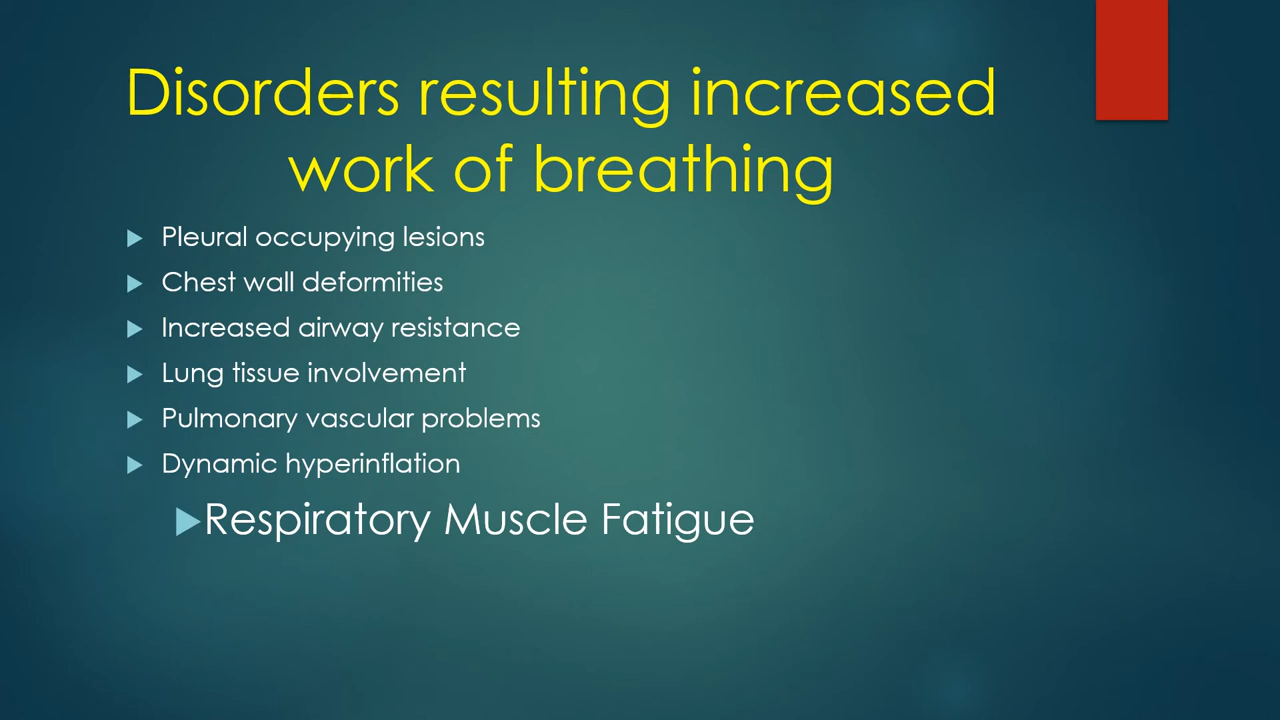 Disorders resulting increased
work of breathing
Pleural occupying lesions
Chest wall deformities
Increased airway resistance
Lung tissue involvement
Pulmonary vascular problems
Dynamic hyperinflation
Respiratory Muscle Fatigue